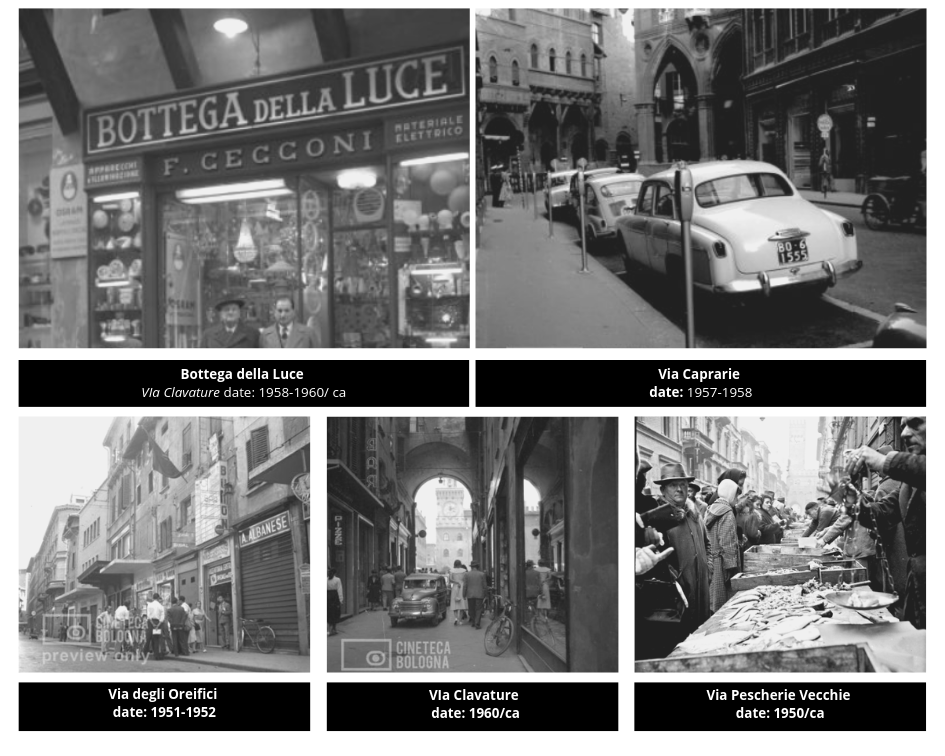 BOTTEGA DELLA LUCE
MATERIALE
ELETTRICO
F. CECCONI
APPARECCHI
D'ILLUMINAZIONE
OSRAM
OSRAM
BO·6
1555
Bottega della Luce
VIa Clavature date: 1958-1960/ ca
Via Caprarie
date: 1957-1958
A. ALBANESE
CINETECA
BOLOGNA
preview only
PIZZE
CINETECA
BOLOGNA
Via degli Oreifici
date: 1951-1952
VIa Clavature
date: 1960/ca
Via Pescherie Vecchie
date: 1950/ca